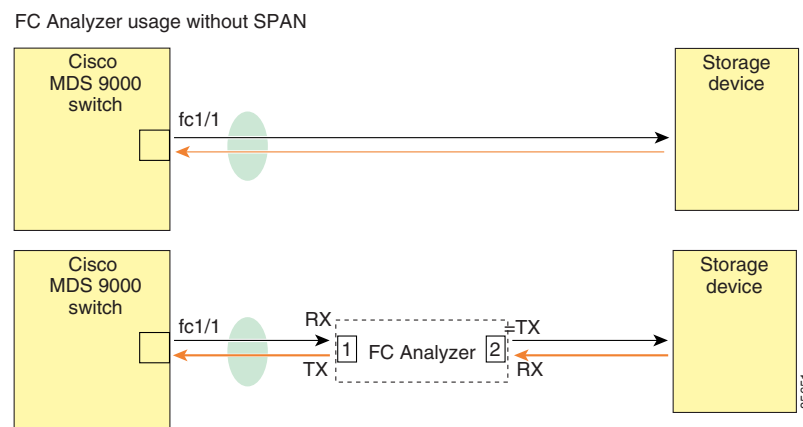 FC Analyzer usage without SPAN
Cisco
MDS 9000
switch
Storage
device
fc1/1
Cisco
MDS 9000
switch
Storage
device
fc1/1
RX
=TX
1
FC Analyzer
2
TX
RX